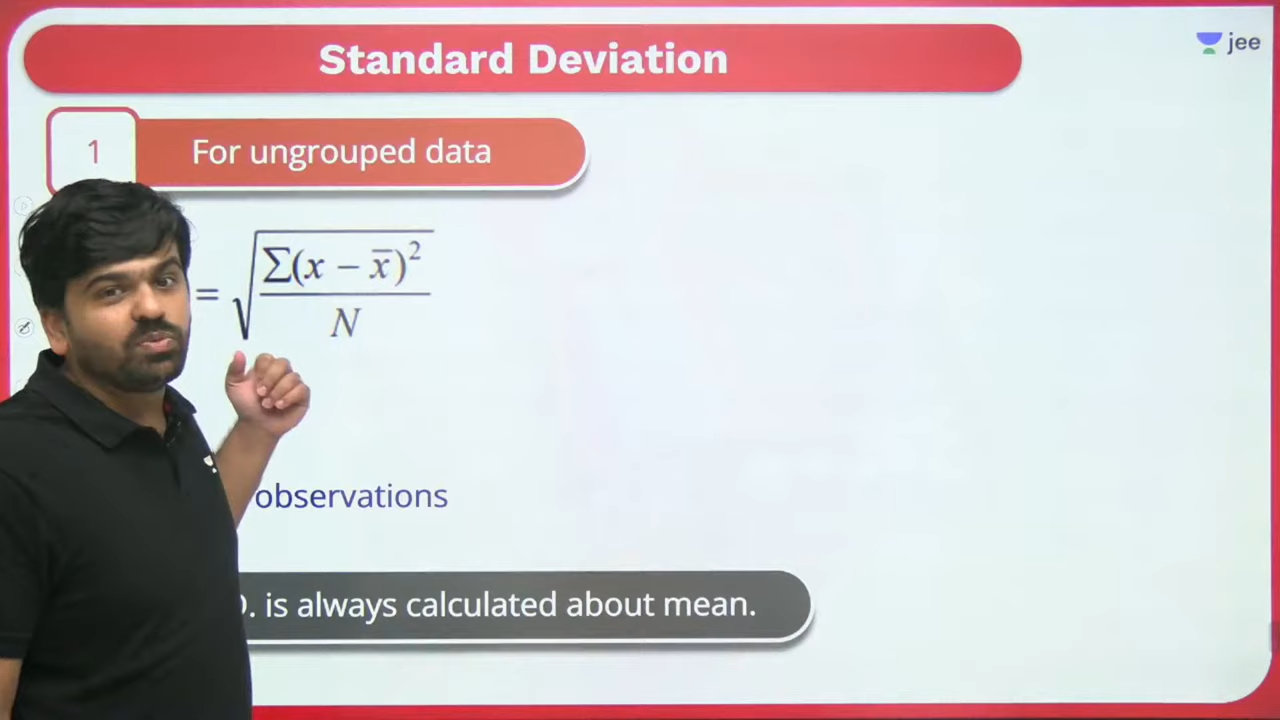 Standard Deviation
jee
1
For ungrouped data
= √(Σ(x − x̄)² / N)
observations
. is always calculated about mean.